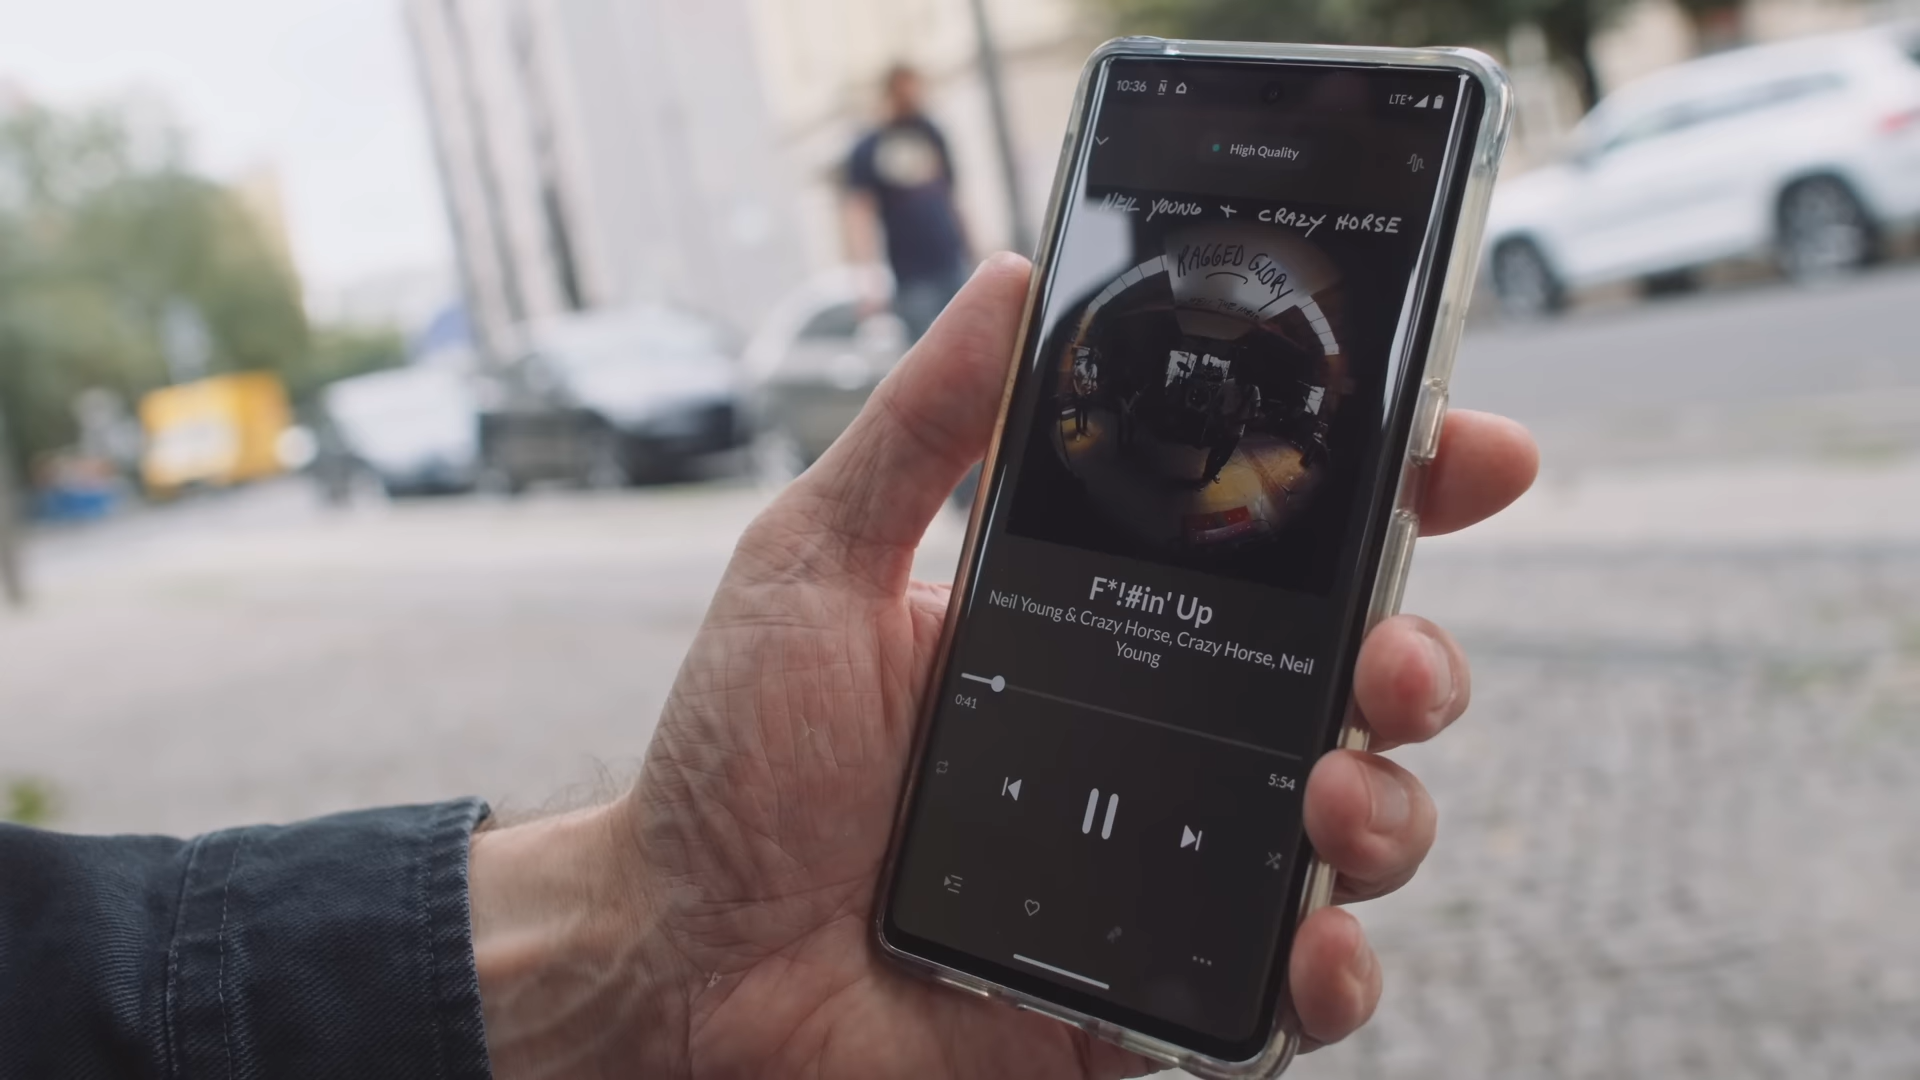 10:36
LTE+
High Quality
NEIL YOUNG + CRAZY HORSE
RAGGED GLORY
F*!#in' Up
Neil Young & Crazy Horse, Crazy Horse, Neil
Young
0:41
5:54